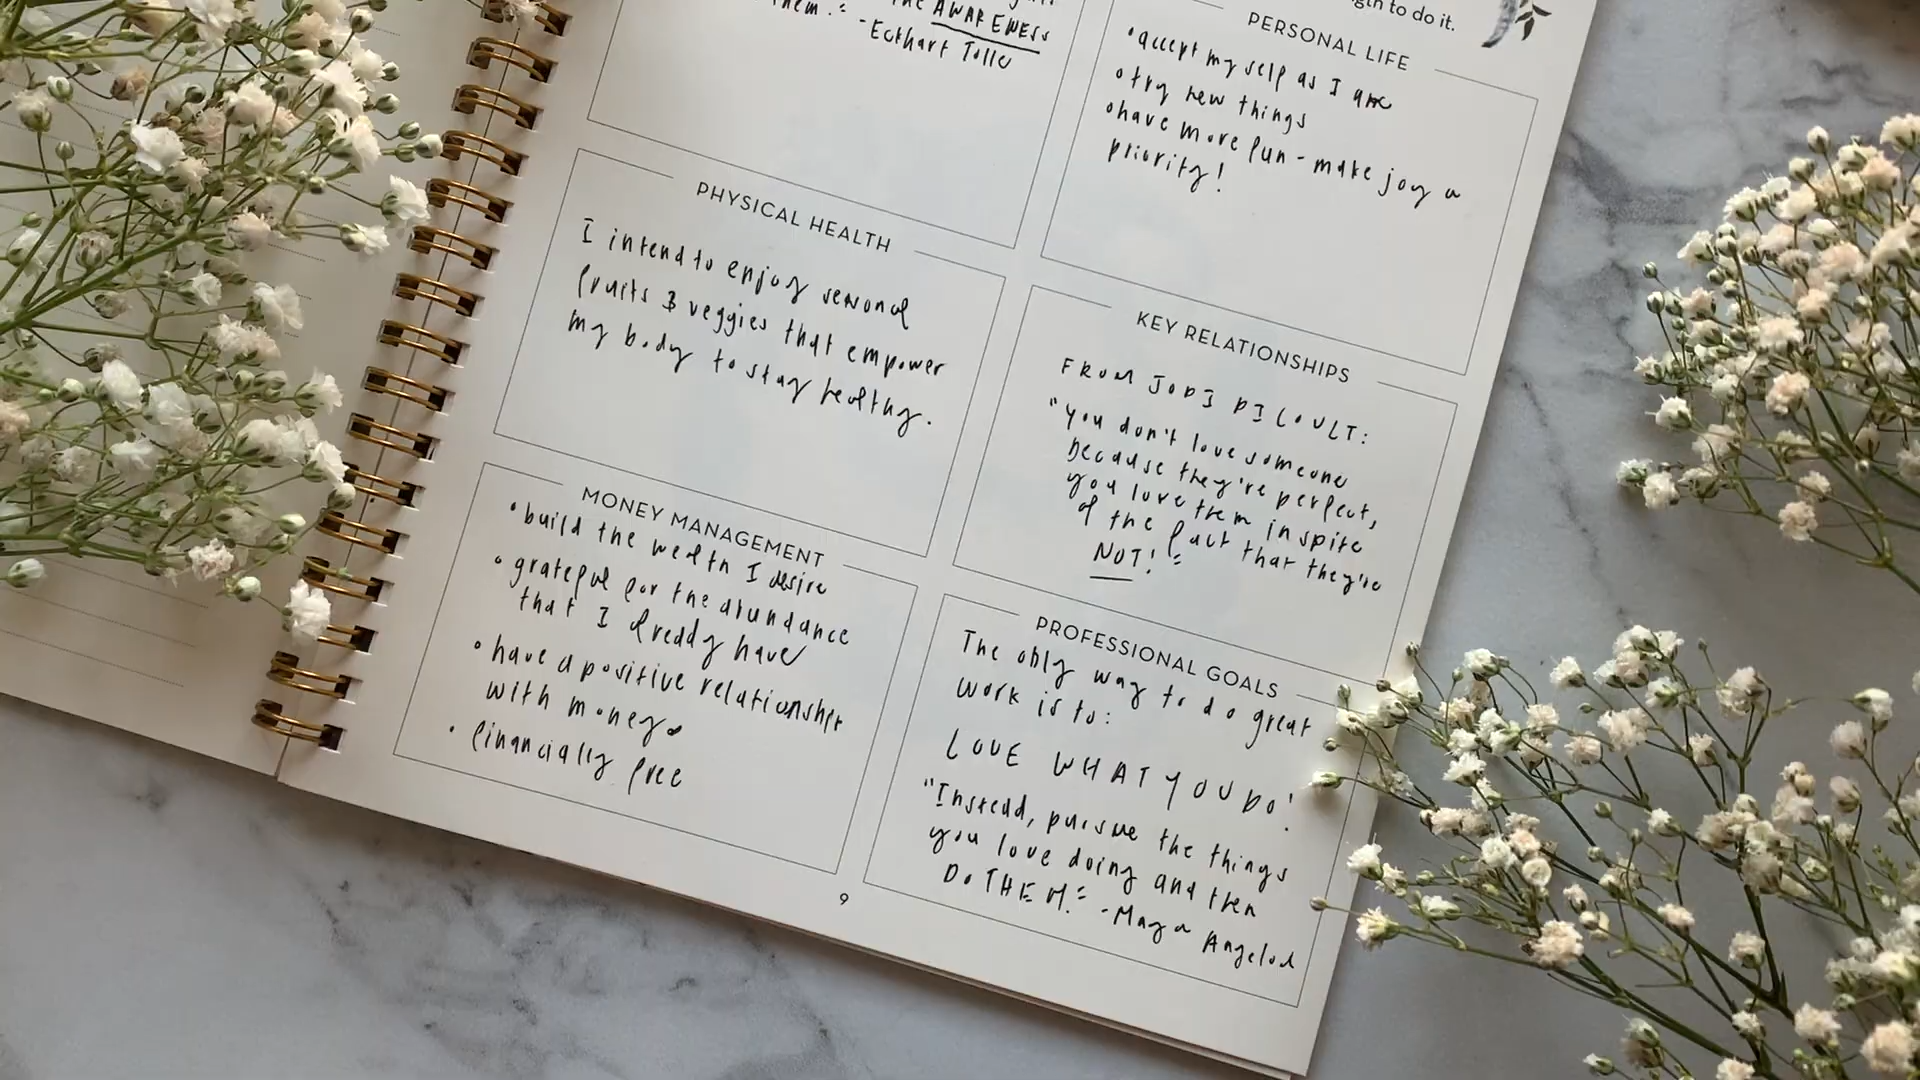 THE AWARENESS
them." -Eckhart Tolle
to do it.
PERSONAL LIFE
• accept my self as I am
• try new things
• have more fun - make joy a
priority!
PHYSICAL HEALTH
I intend to enjoy seasonal
fruits & veggies that empower
my body to stay healthy.
KEY RELATIONSHIPS
FROM JODI PICOULT:
"You don't love someone
because they're perfect,
you love them in spite
of the fact that they're
NOT!"
MONEY MANAGEMENT
• build the wealth I desire
• grateful for the abundance
that I already have
• have a positive relationship
with money
• financially free
PROFESSIONAL GOALS
The only way to do great
work is to:
LOVE WHAT YOU DO!
"Instead, pursue the things
you love doing and then
DO THEM." -Maya Angelou
9